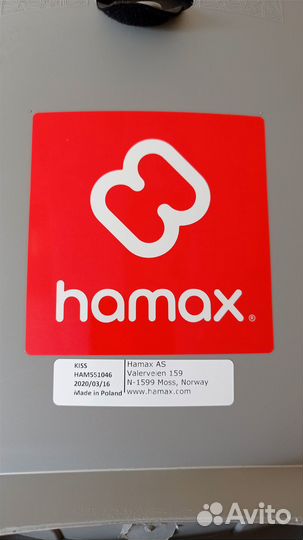 hamax®
KISS
HAM551046
2020/03/16
Made in Poland
Hamax AS
Valerveien 159
N-1599 Moss, Norway
www.hamax.com
Avito